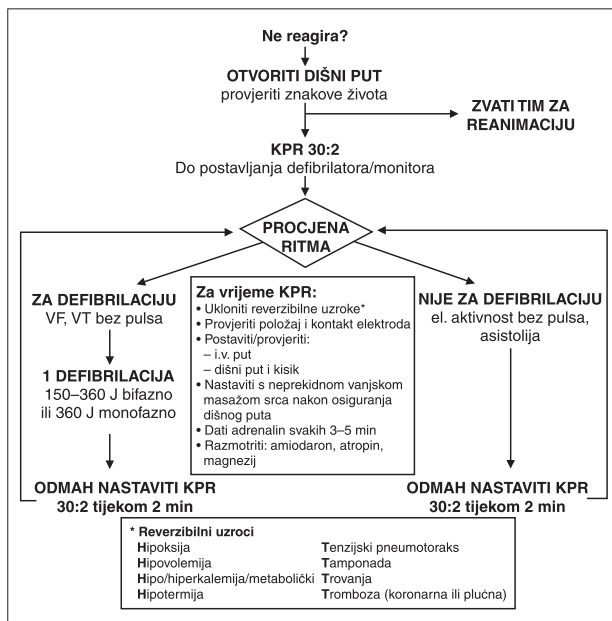 Ne reagira?
OTVORITI DIŠNI PUT
provjeriti znakove života
ZVATI TIM ZA
REANIMACIJU
KPR 30:2
Do postavljanja defibrilatora/monitora
PROCJENA
RITMA
ZA DEFIBRILACIJU
VF, VT bez pulsa
1 DEFIBRILACIJA
150–360 J bifazno
ili 360 J monofazno
ODMAH NASTAVITI KPR
30:2 tijekom 2 min
Za vrijeme KPR:
• Ukloniti reverzibilne uzroke*
• Provjeriti položaj i kontakt elektroda
• Postaviti/provjeriti:
– i.v. put
– dišni put i kisik
• Nastaviti s neprekidnom vanjskom
masažom srca nakon osiguranja
dišnog puta
• Dati adrenalin svakih 3–5 min
• Razmotriti: amiodaron, atropin,
magnezij
NIJE ZA DEFIBRILACIJU
el. aktivnost bez pulsa,
asistolija
ODMAH NASTAVITI KPR
30:2 tijekom 2 min
* Reverzibilni uzroci
Hipoksija
Hipovolemija
Hipo/hiperkalemija/metabolički
Hipotermija
Tenzijski pneumotoraks
Tamponada
Trovanja
Tromboza (koronarna ili plućna)